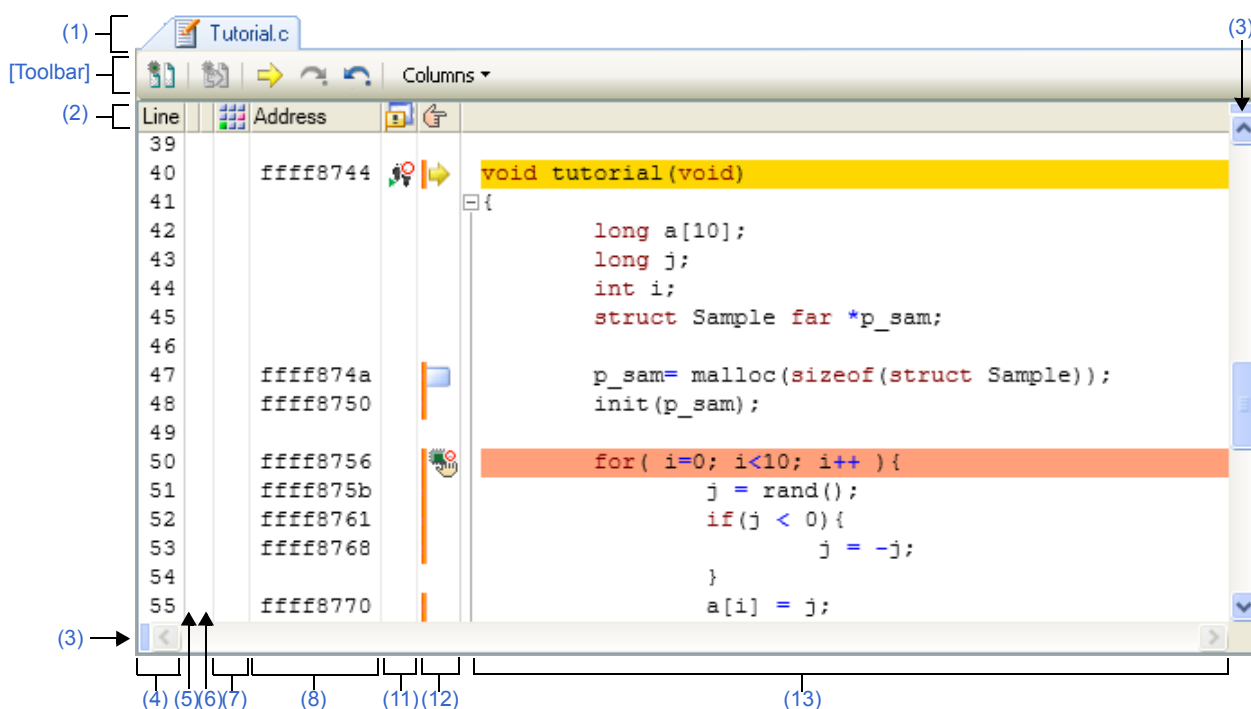 (1) Tutorial.c (3)
[Toolbar] Columns
(2) Line Address
39
40 ffff8744 void tutorial(void)
41 {
42 long a[10];
43 long j;
44 int i;
45 struct Sample far *p_sam;
46
47 ffff874a p_sam= malloc(sizeof(struct Sample));
48 ffff8750 init(p_sam);
49
50 ffff8756 for( i=0; i<10; i++ ){
51 ffff875b j = rand();
52 ffff8761 if(j < 0){
53 ffff8768 j = -j;
54 }
55 ffff8770 a[i] = j;
(3)
(4) (5) (6) (7) (8) (11) (12) (13)